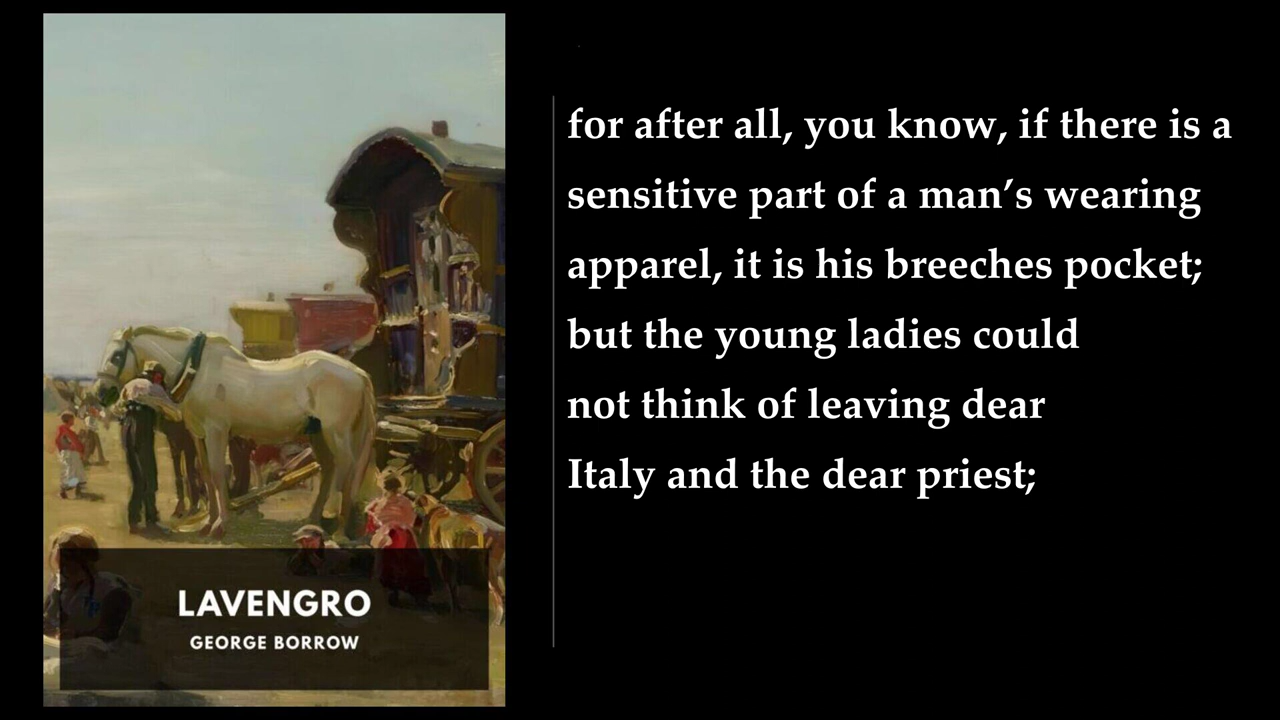 LAVENGRO
GEORGE BORROW
for after all, you know, if there is a
sensitive part of a man’s wearing
apparel, it is his breeches pocket;
but the young ladies could
not think of leaving dear
Italy and the dear priest;